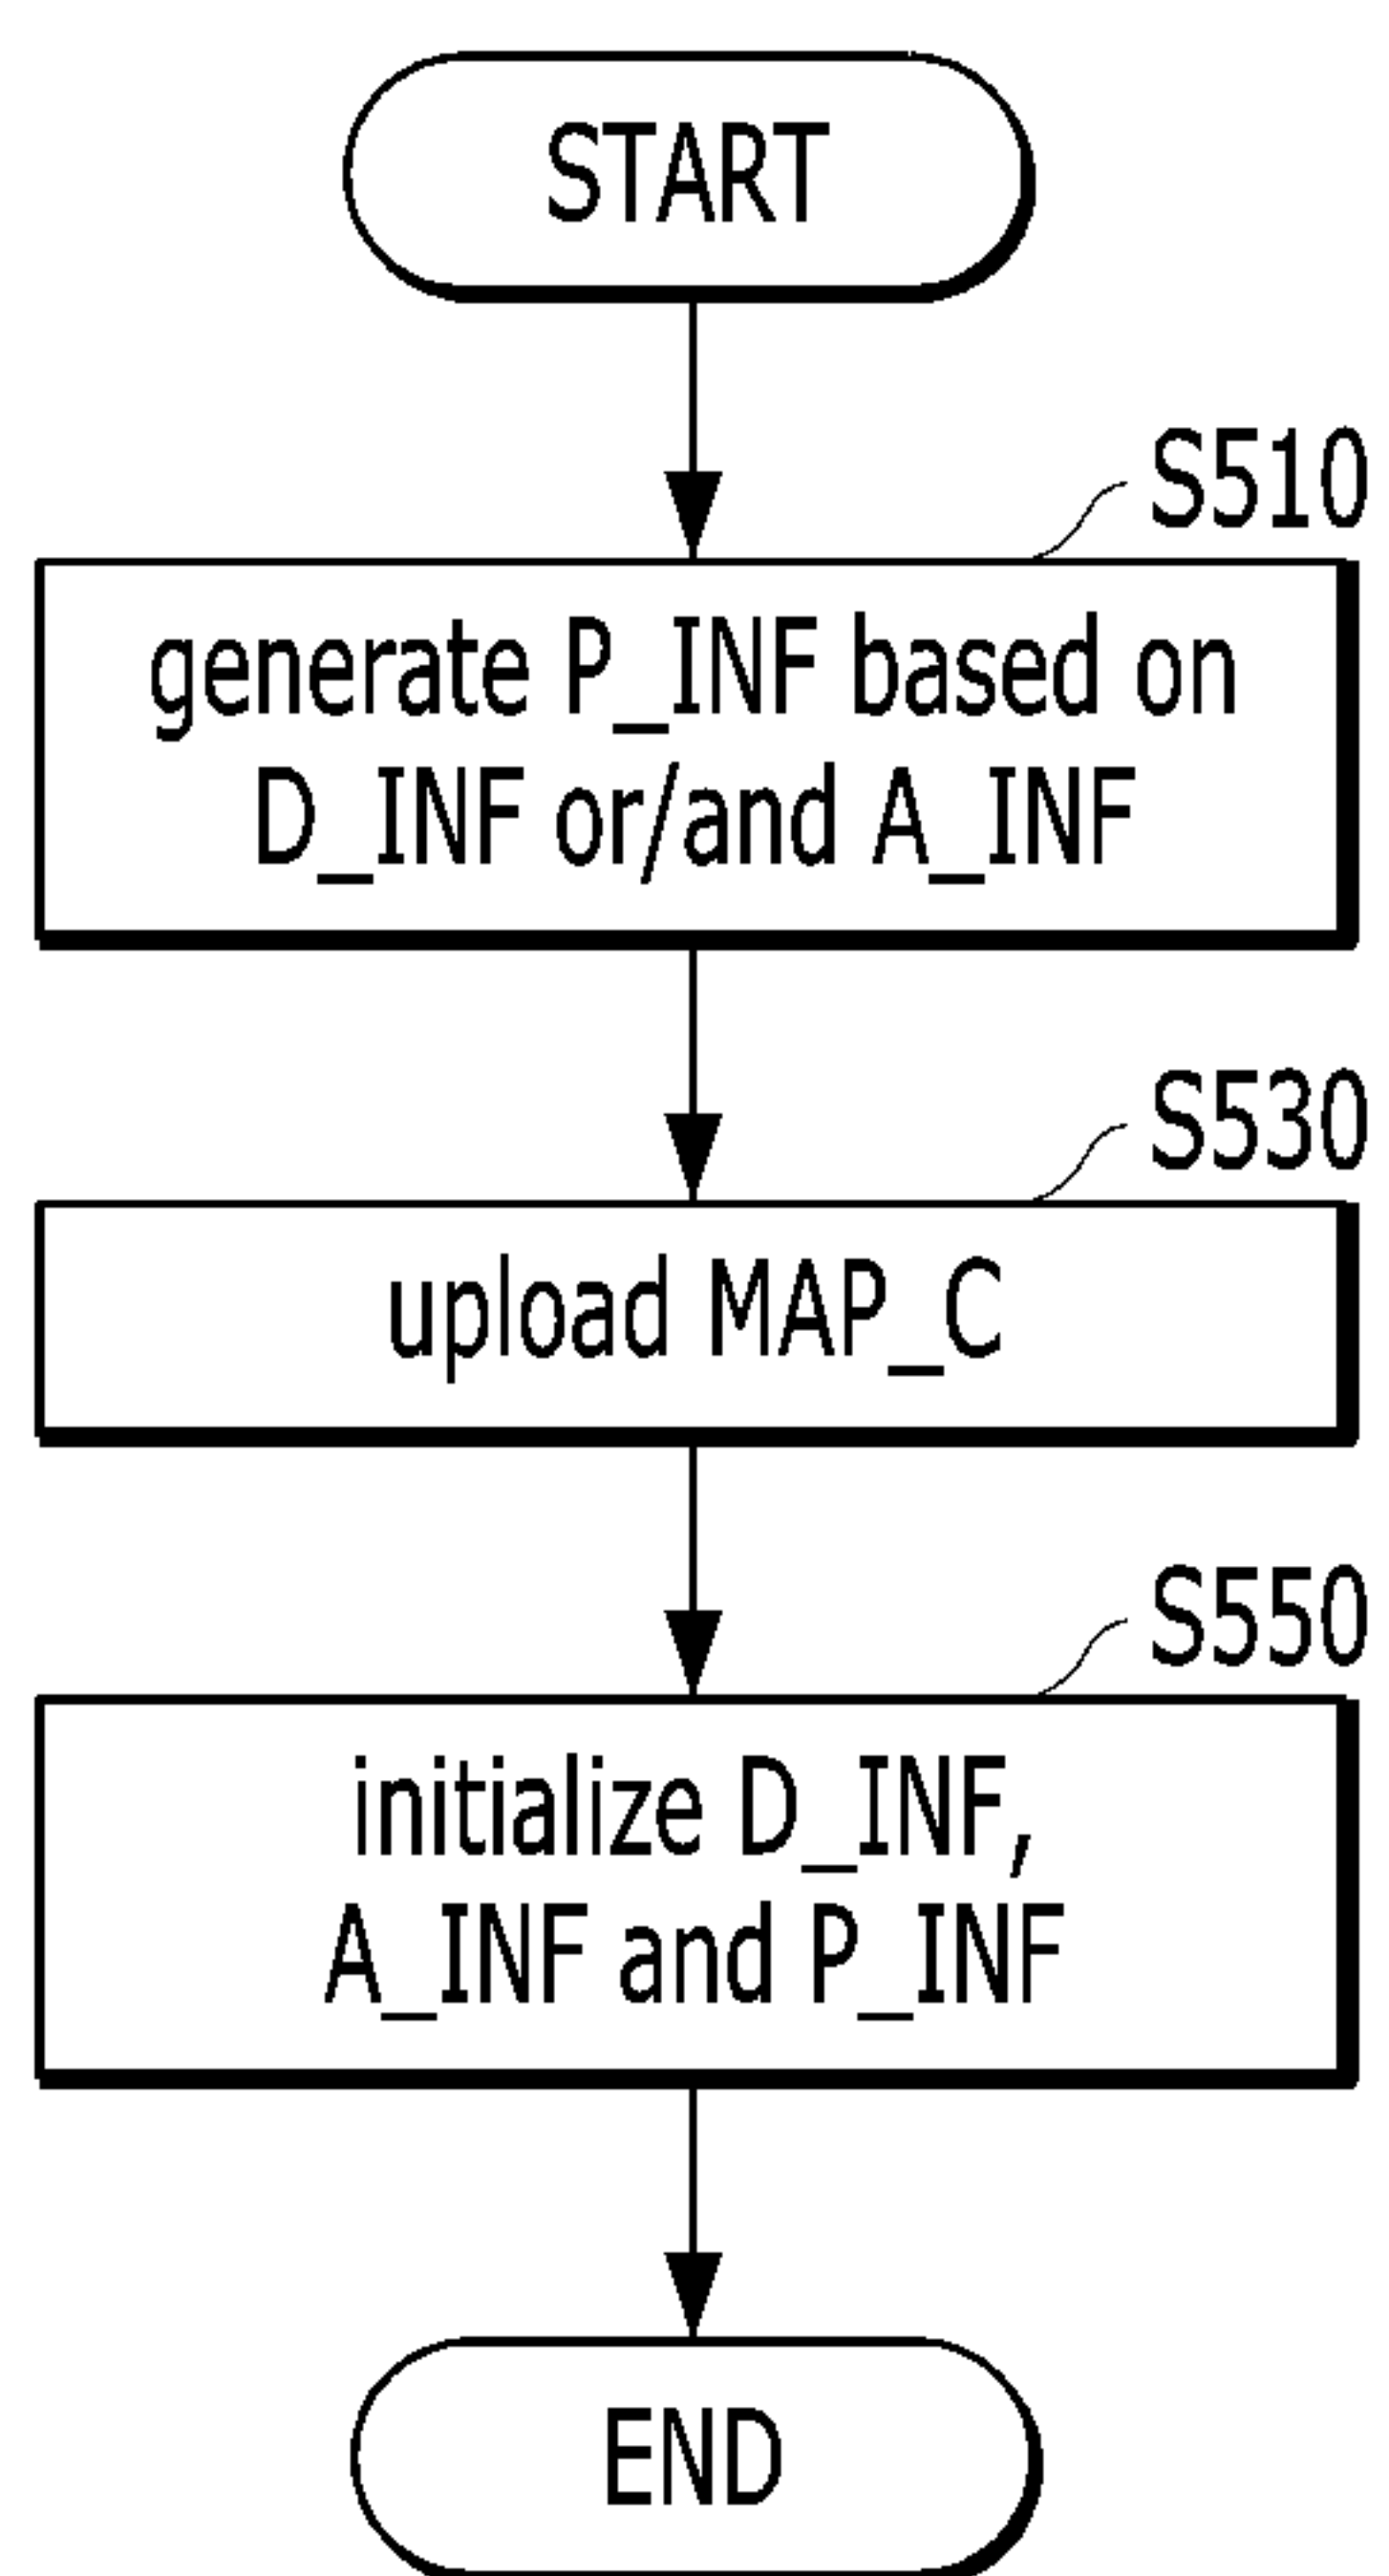 START
S510
generate P_INF based on
D_INF or/and A_INF
S530
upload MAP_C
S550
initialize D_INF,
A_INF and P_INF
END